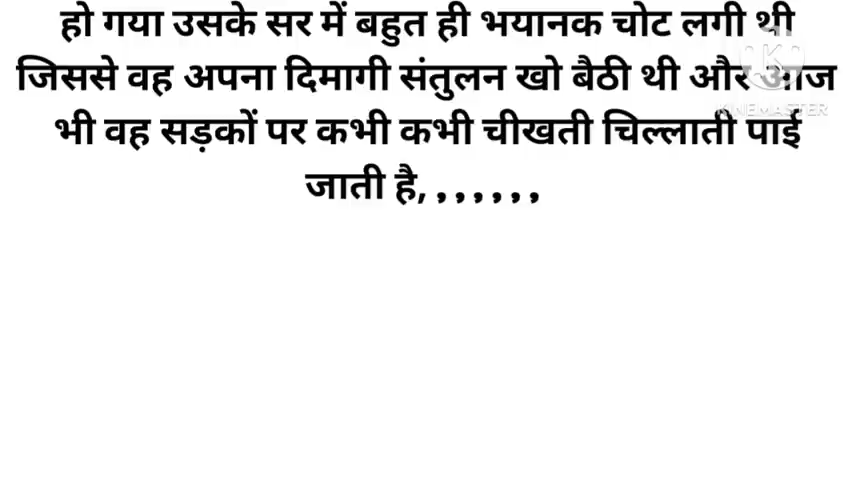 हो गया उसके सर में बहुत ही भयानक चोट लगी थी
जिससे वह अपना दिमागी संतुलन खो बैठी थी और आज
भी वह सड़कों पर कभी कभी चीखती चिल्लाती पाई
जाती है, , , , , , ,
KINEMASTER